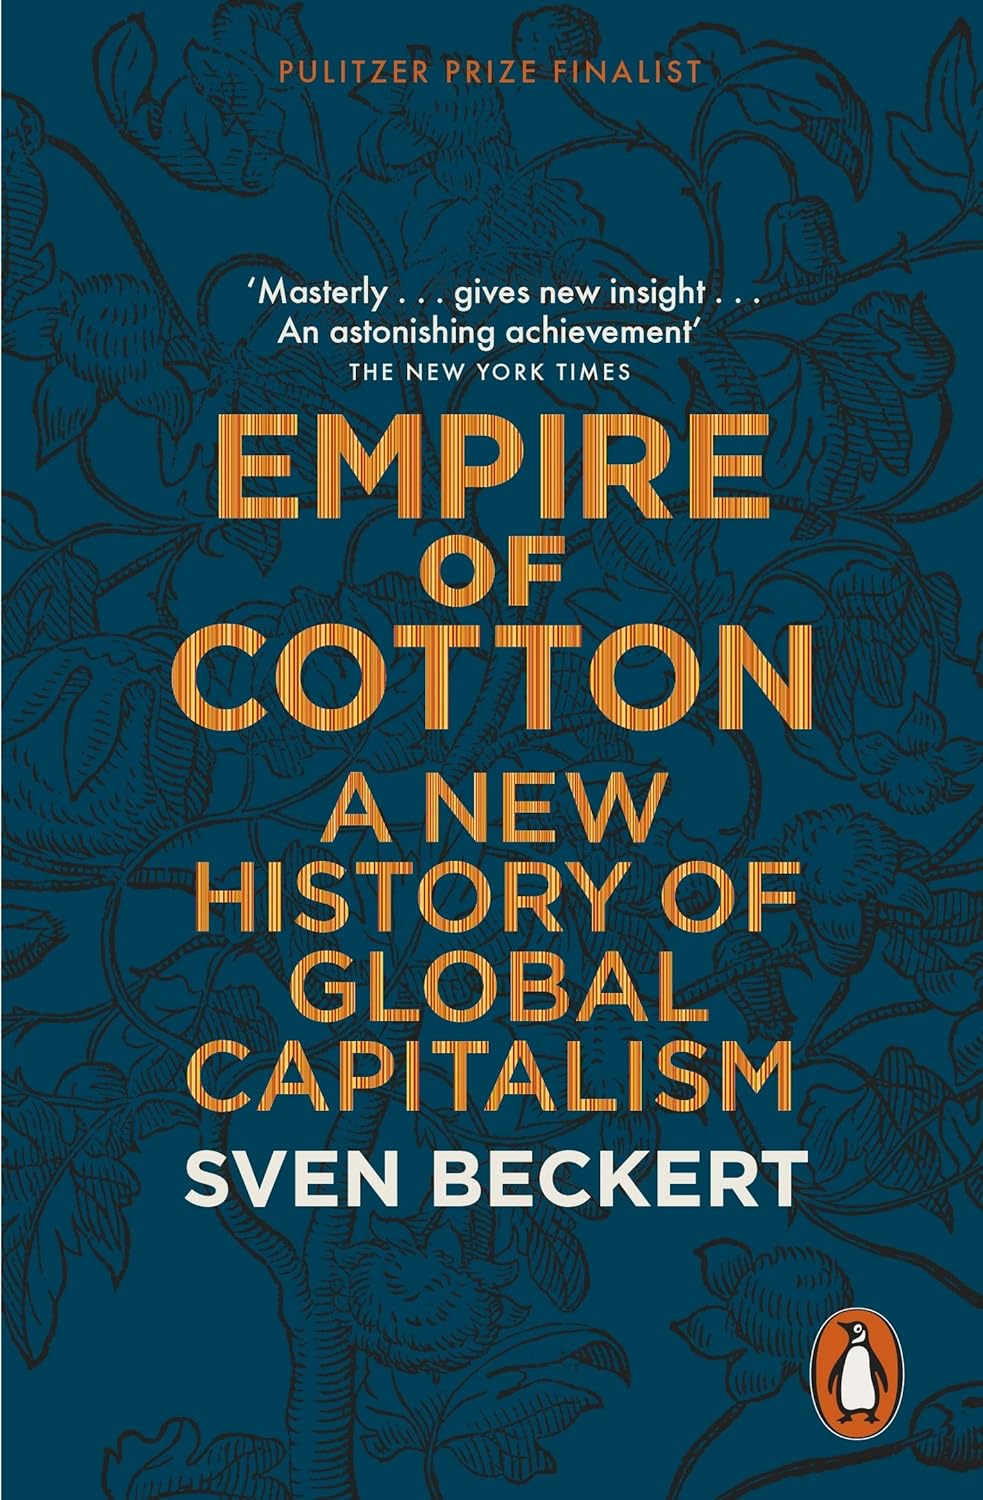 PULITZER PRIZE FINALIST
‘Masterly . . . gives new insight . . .
An astonishing achievement’
THE NEW YORK TIMES
EMPIRE
OF
COTTON
A NEW
HISTORY OF
GLOBAL
CAPITALISM
SVEN BECKERT